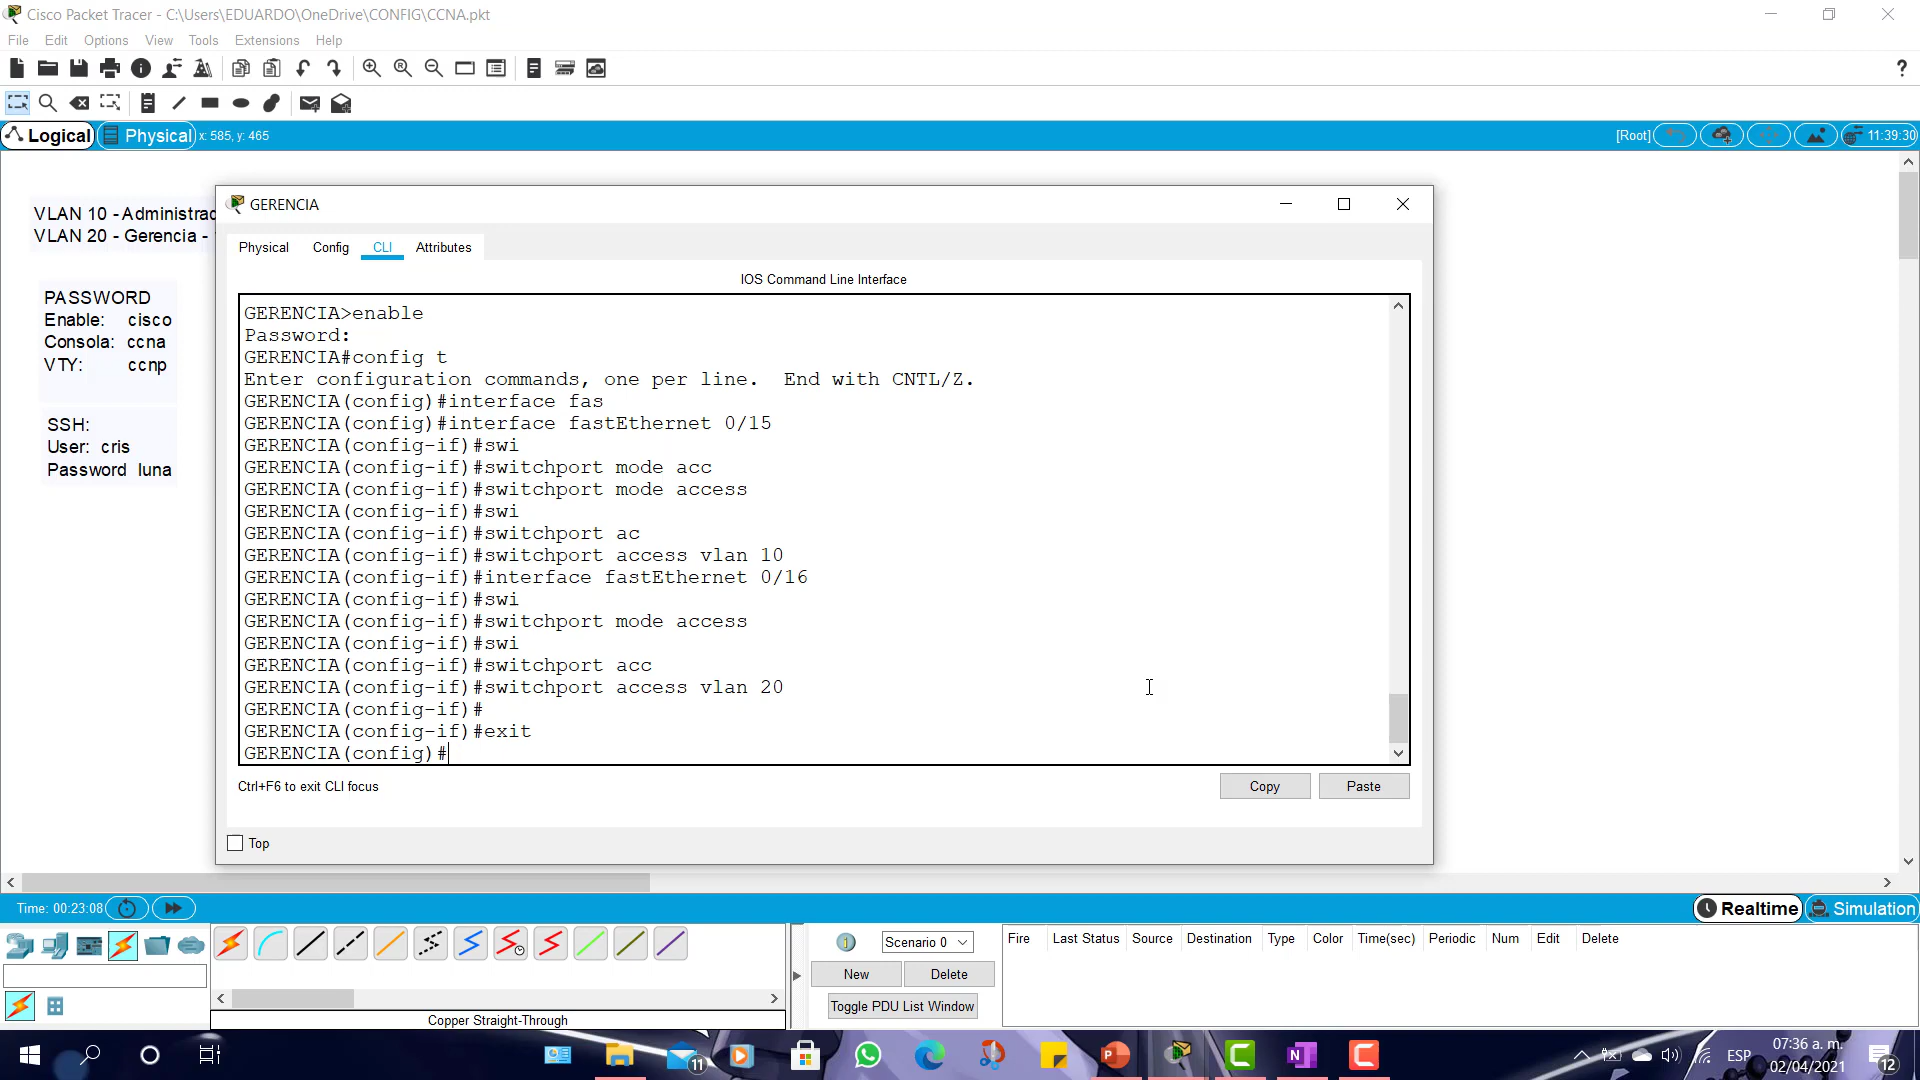 Cisco Packet Tracer - C:\Users\EDUARDO\OneDrive\CONFIG\CCNA.pkt
File Edit Options View Tools Extensions Help
?
Logical Physical x: 585, y: 465 [Root] 11:39:30
VLAN 10 - Administrad
VLAN 20 - Gerencia -
PASSWORD
Enable: cisco
Consola: ccna
VTY: ccnp
SSH:
User: cris
Password luna
GERENCIA
Physical Config CLI Attributes
IOS Command Line Interface
GERENCIA>enable
Password:
GERENCIA#config t
Enter configuration commands, one per line. End with CNTL/Z.
GERENCIA(config)#interface fas
GERENCIA(config)#interface fastEthernet 0/15
GERENCIA(config-if)#swi
GERENCIA(config-if)#switchport mode acc
GERENCIA(config-if)#switchport mode access
GERENCIA(config-if)#swi
GERENCIA(config-if)#switchport ac
GERENCIA(config-if)#switchport access vlan 10
GERENCIA(config-if)#interface fastEthernet 0/16
GERENCIA(config-if)#swi
GERENCIA(config-if)#switchport mode access
GERENCIA(config-if)#swi
GERENCIA(config-if)#switchport acc
GERENCIA(config-if)#switchport access vlan 20
GERENCIA(config-if)#
GERENCIA(config-if)#exit
GERENCIA(config)#
Ctrl+F6 to exit CLI focus
Copy Paste
Top
Time: 00:23:08 Realtime Simulation
Scenario 0
New Delete
Toggle PDU List Window
Fire Last Status Source Destination Type Color Time(sec) Periodic Num Edit Delete
Copper Straight-Through
11
ESP
07:36 a. m.
02/04/2021
12